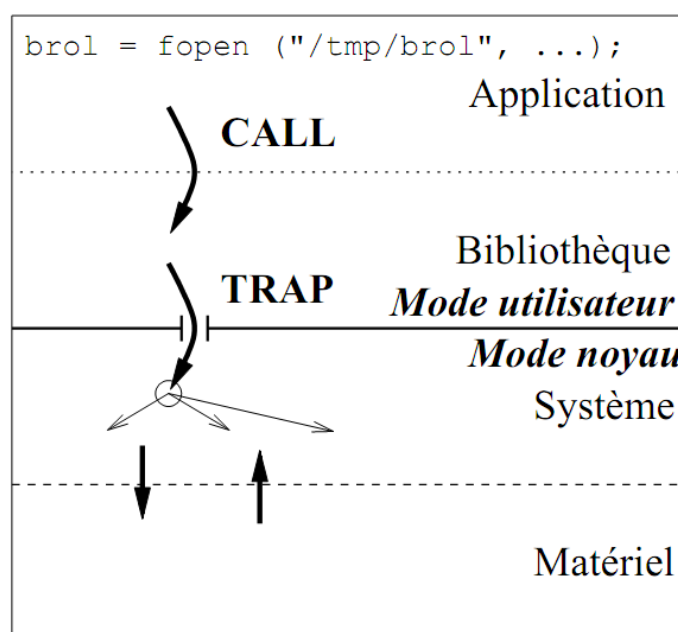 brol = fopen ("/tmp/brol", ...);
Application
CALL
Bibliothèque
TRAP
Mode utilisateur
Mode noyau
Système
Matériel